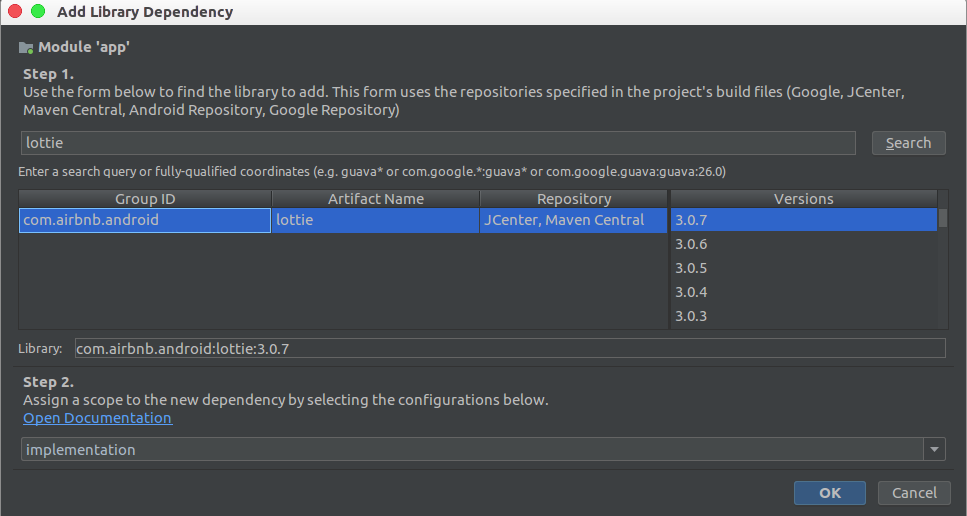 Add Library Dependency
Module 'app'
Step 1.
Use the form below to find the library to add. This form uses the repositories specified in the project's build files (Google, JCenter,
Maven Central, Android Repository, Google Repository)
lottie
Search
Enter a search query or fully-qualified coordinates (e.g. guava* or com.google.*:guava* or com.google.guava:guava:26.0)
Group ID Artifact Name Repository Versions
com.airbnb.android lottie JCenter, Maven Central 3.0.7
3.0.6
3.0.5
3.0.4
3.0.3
Library: com.airbnb.android:lottie:3.0.7
Step 2.
Assign a scope to the new dependency by selecting the configurations below.
Open Documentation
implementation
OK Cancel